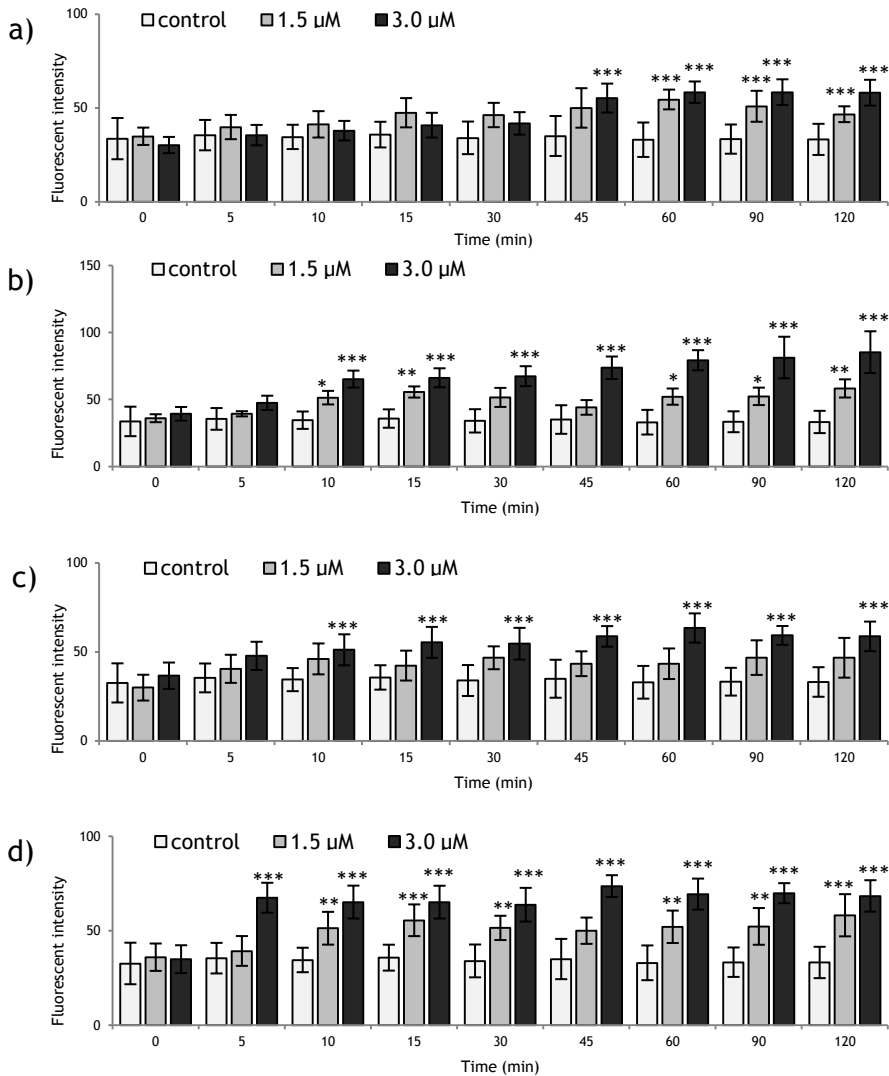 a)
control 1.5 µM 3.0 µM
Fluorescent intensity
100
50
0
*** *** *** *** *** *** ***
0 5 10 15 30 45 60 90 120
Time (min)
b)
control 1.5 µM 3.0 µM
Fluorescent intensity
150
100
50
0
* *** ** *** *** *** * *** * *** ** ***
0 5 10 15 30 45 60 90 120
Time (min)
c)
control 1.5 µM 3.0 µM
Fluorescent intensity
100
50
0
*** *** *** *** *** *** ***
0 5 10 15 30 45 60 90 120
Time (min)
d)
control 1.5 µM 3.0 µM
Fluorescent intensity
100
50
0
*** ** *** *** *** ** *** *** ** *** ** *** *** ***
0 5 10 15 30 45 60 90 120
Time (min)